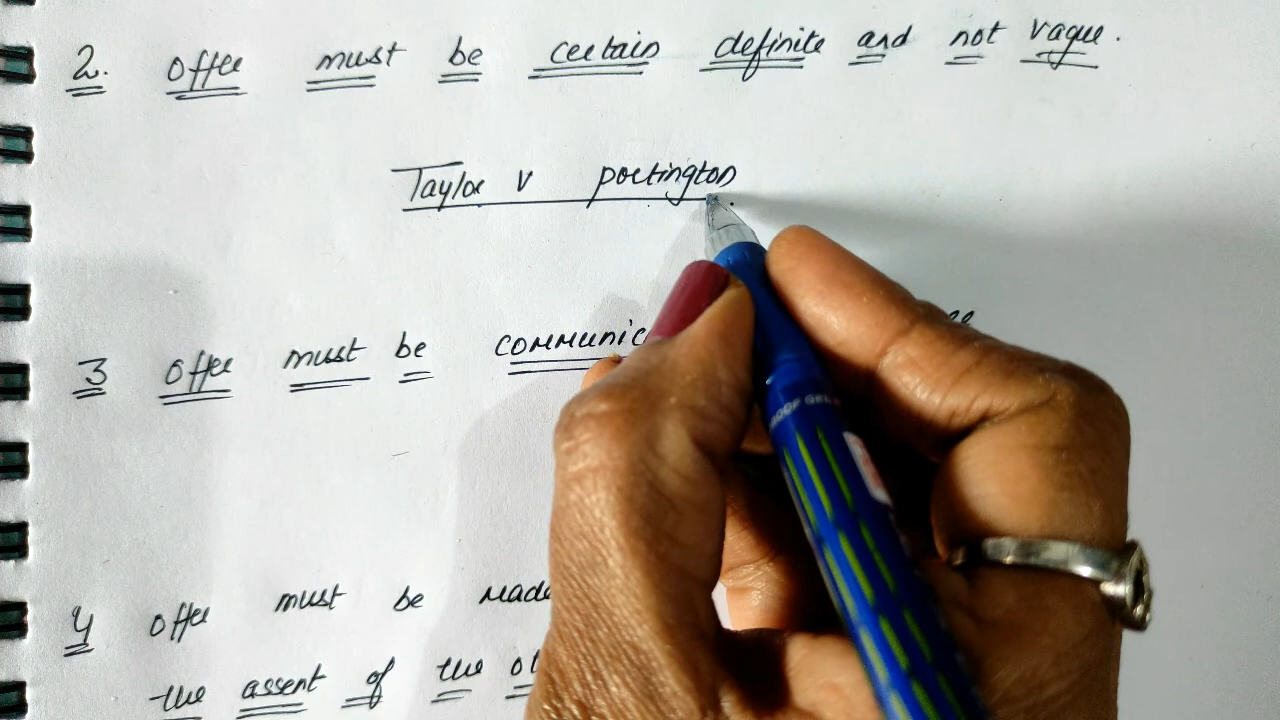 2. Offer must be certain definite and not vague.
Taylor v portington
3 Offer must be communic
4 Offer must be made
the assent of the